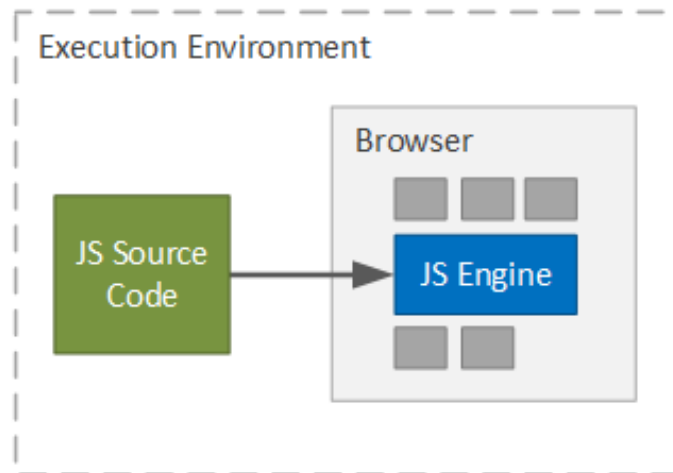 Execution Environment
Browser
JS Source
Code
JS Engine